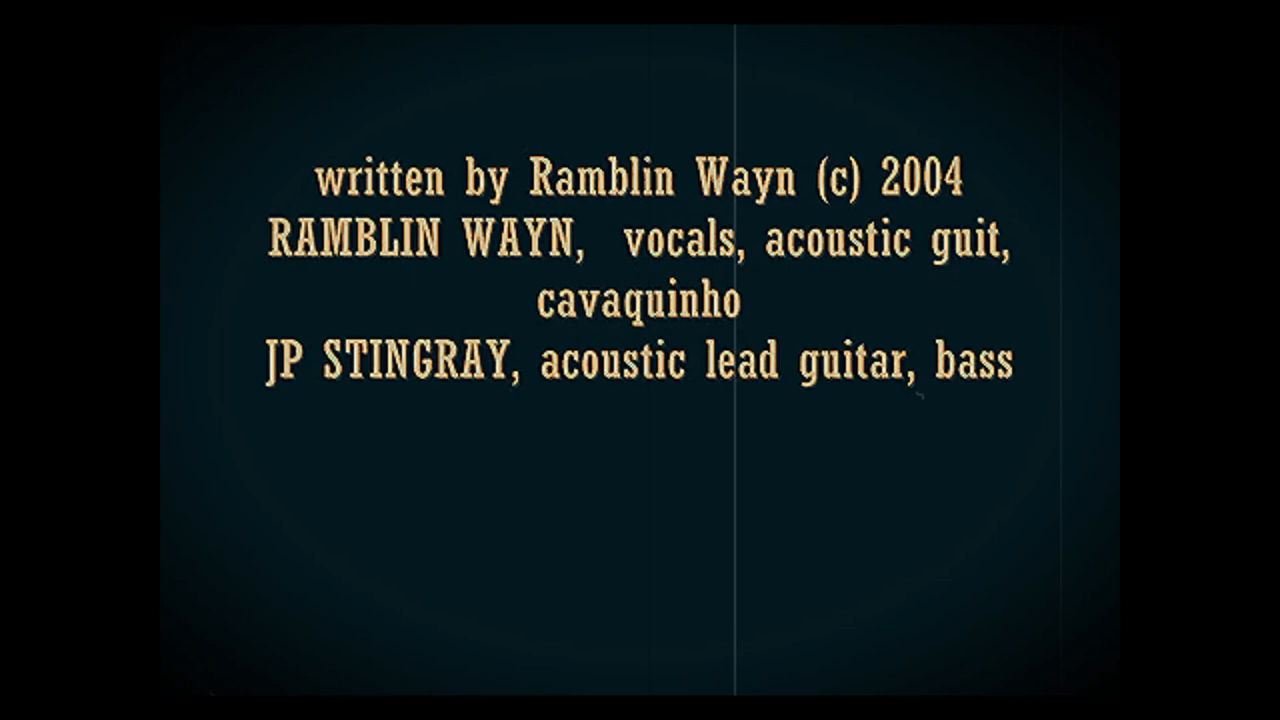 written by Ramblin Wayn (c) 2004
RAMBLIN WAYN, vocals, acoustic guit,
cavaquinho
JP STINGRAY, acoustic lead guitar, bass